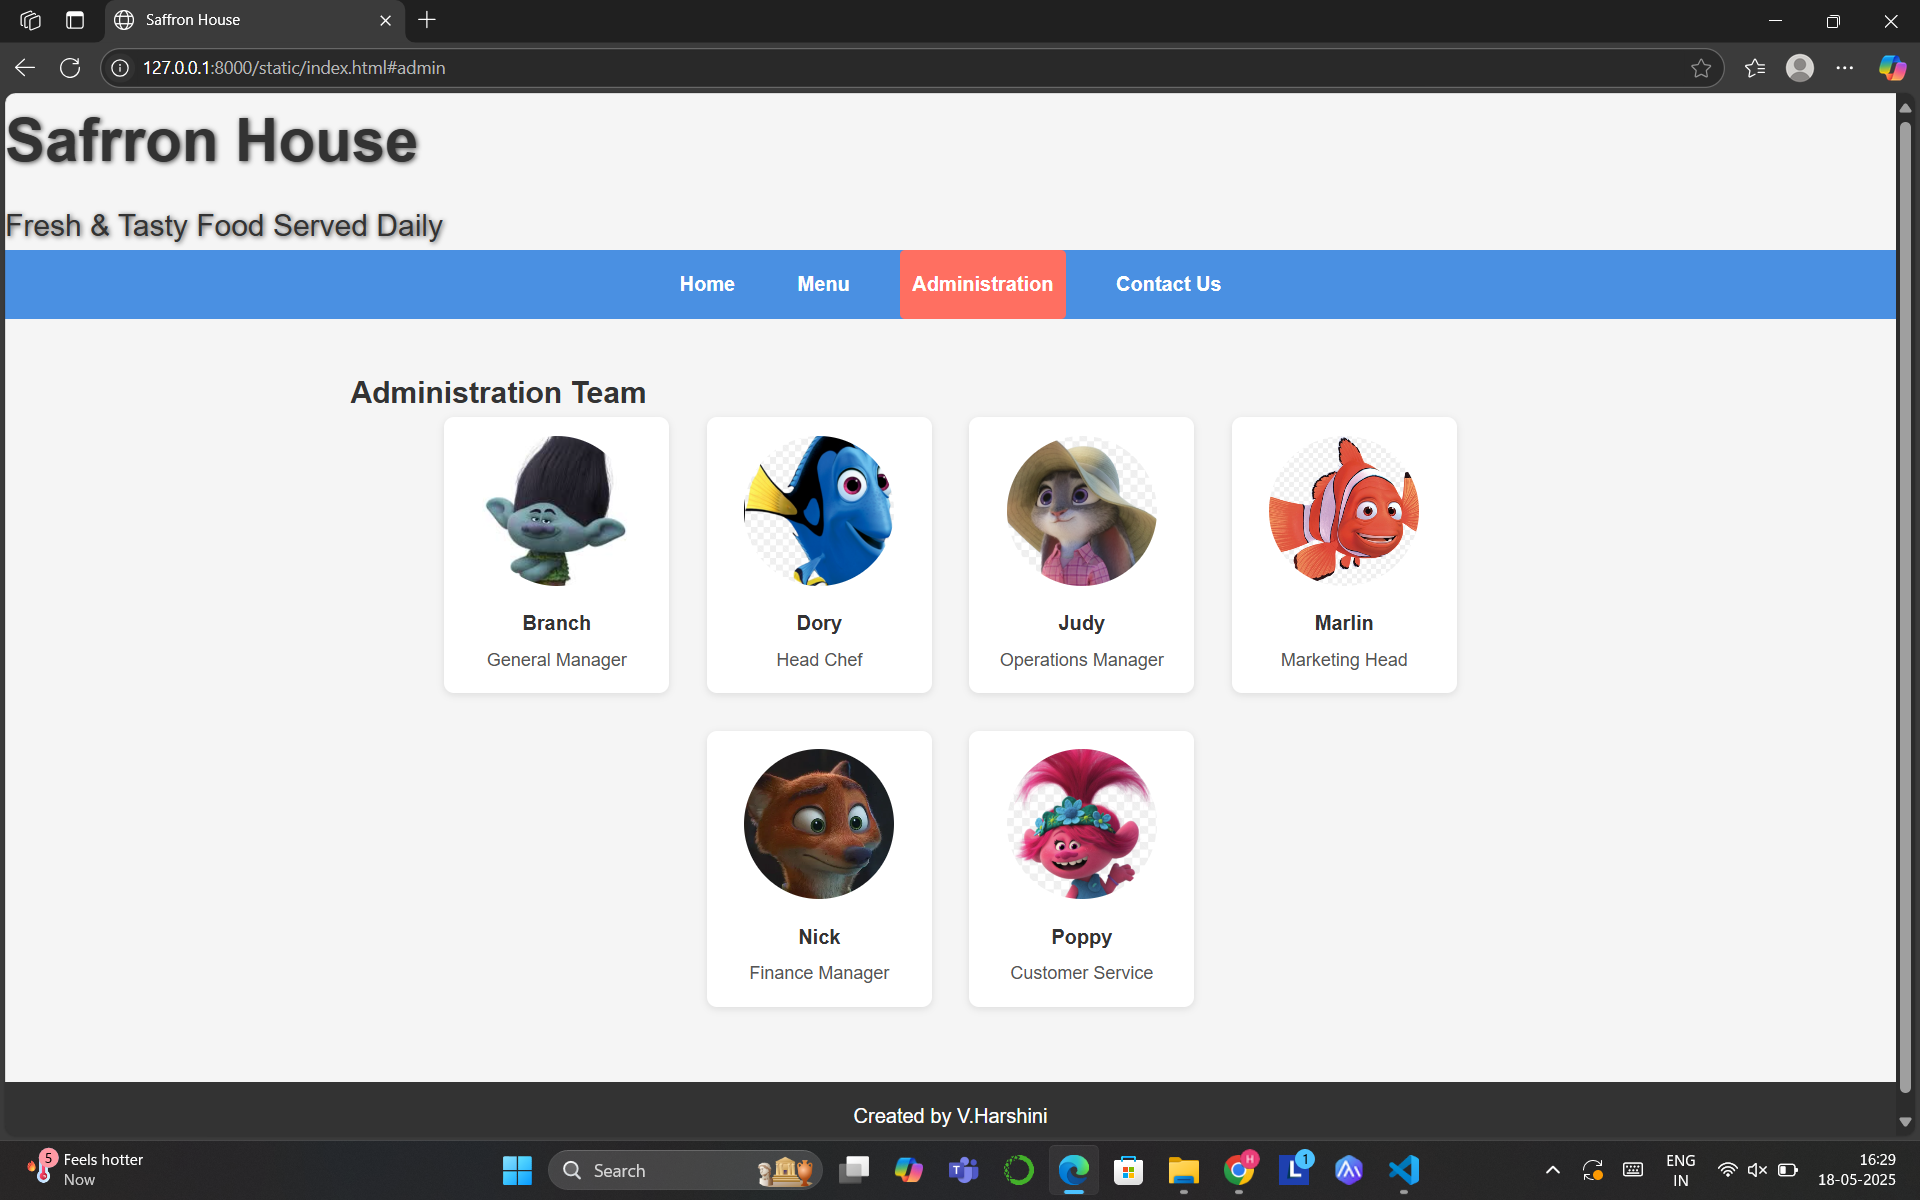 Saffron House
127.0.0.1:8000/static/index.html#admin
Safrron House
Fresh & Tasty Food Served Daily
Home Menu Administration Contact Us
Administration Team
Branch
General Manager
Dory
Head Chef
Judy
Operations Manager
Marlin
Marketing Head
Nick
Finance Manager
Poppy
Customer Service
Created by V.Harshini
5
Feels hotter
Now
Search
H
L
1
ENG
IN
16:29
18-05-2025